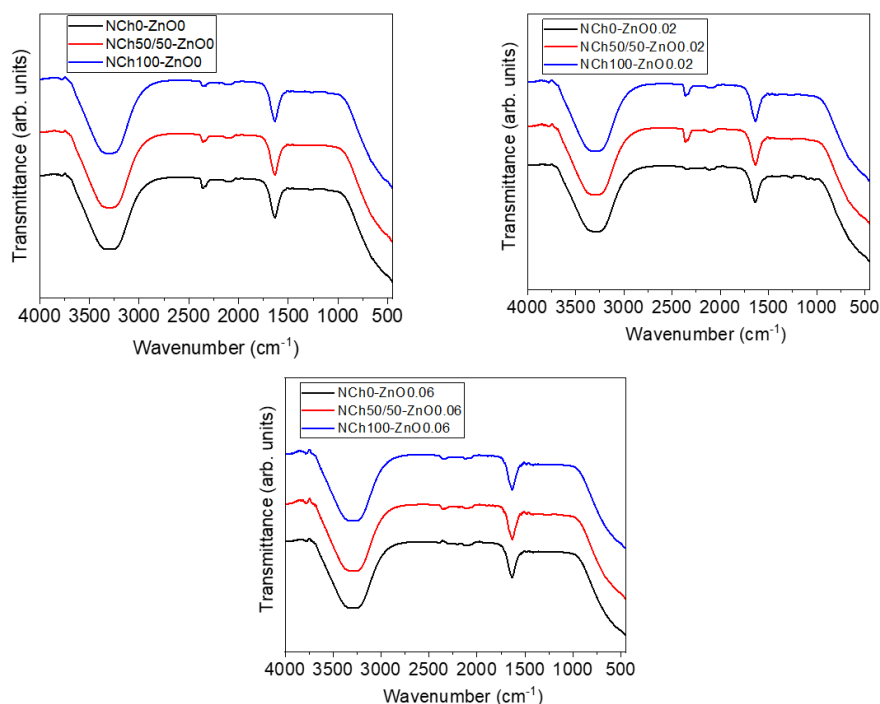 NCh0-ZnO0
NCh50/50-ZnO0
NCh100-ZnO0
Transmittance (arb. units)
4000 3500 3000 2500 2000 1500 1000 500
Wavenumber (cm⁻¹)
NCh0-ZnO0.02
NCh50/50-ZnO0.02
NCh100-ZnO0.02
Transmittance (arb. units)
4000 3500 3000 2500 2000 1500 1000 500
Wavenumber (cm⁻¹)
NCh0-ZnO0.06
NCh50/50-ZnO0.06
NCh100-ZnO0.06
Transmittance (arb. units)
4000 3500 3000 2500 2000 1500 1000 500
Wavenumber (cm⁻¹)